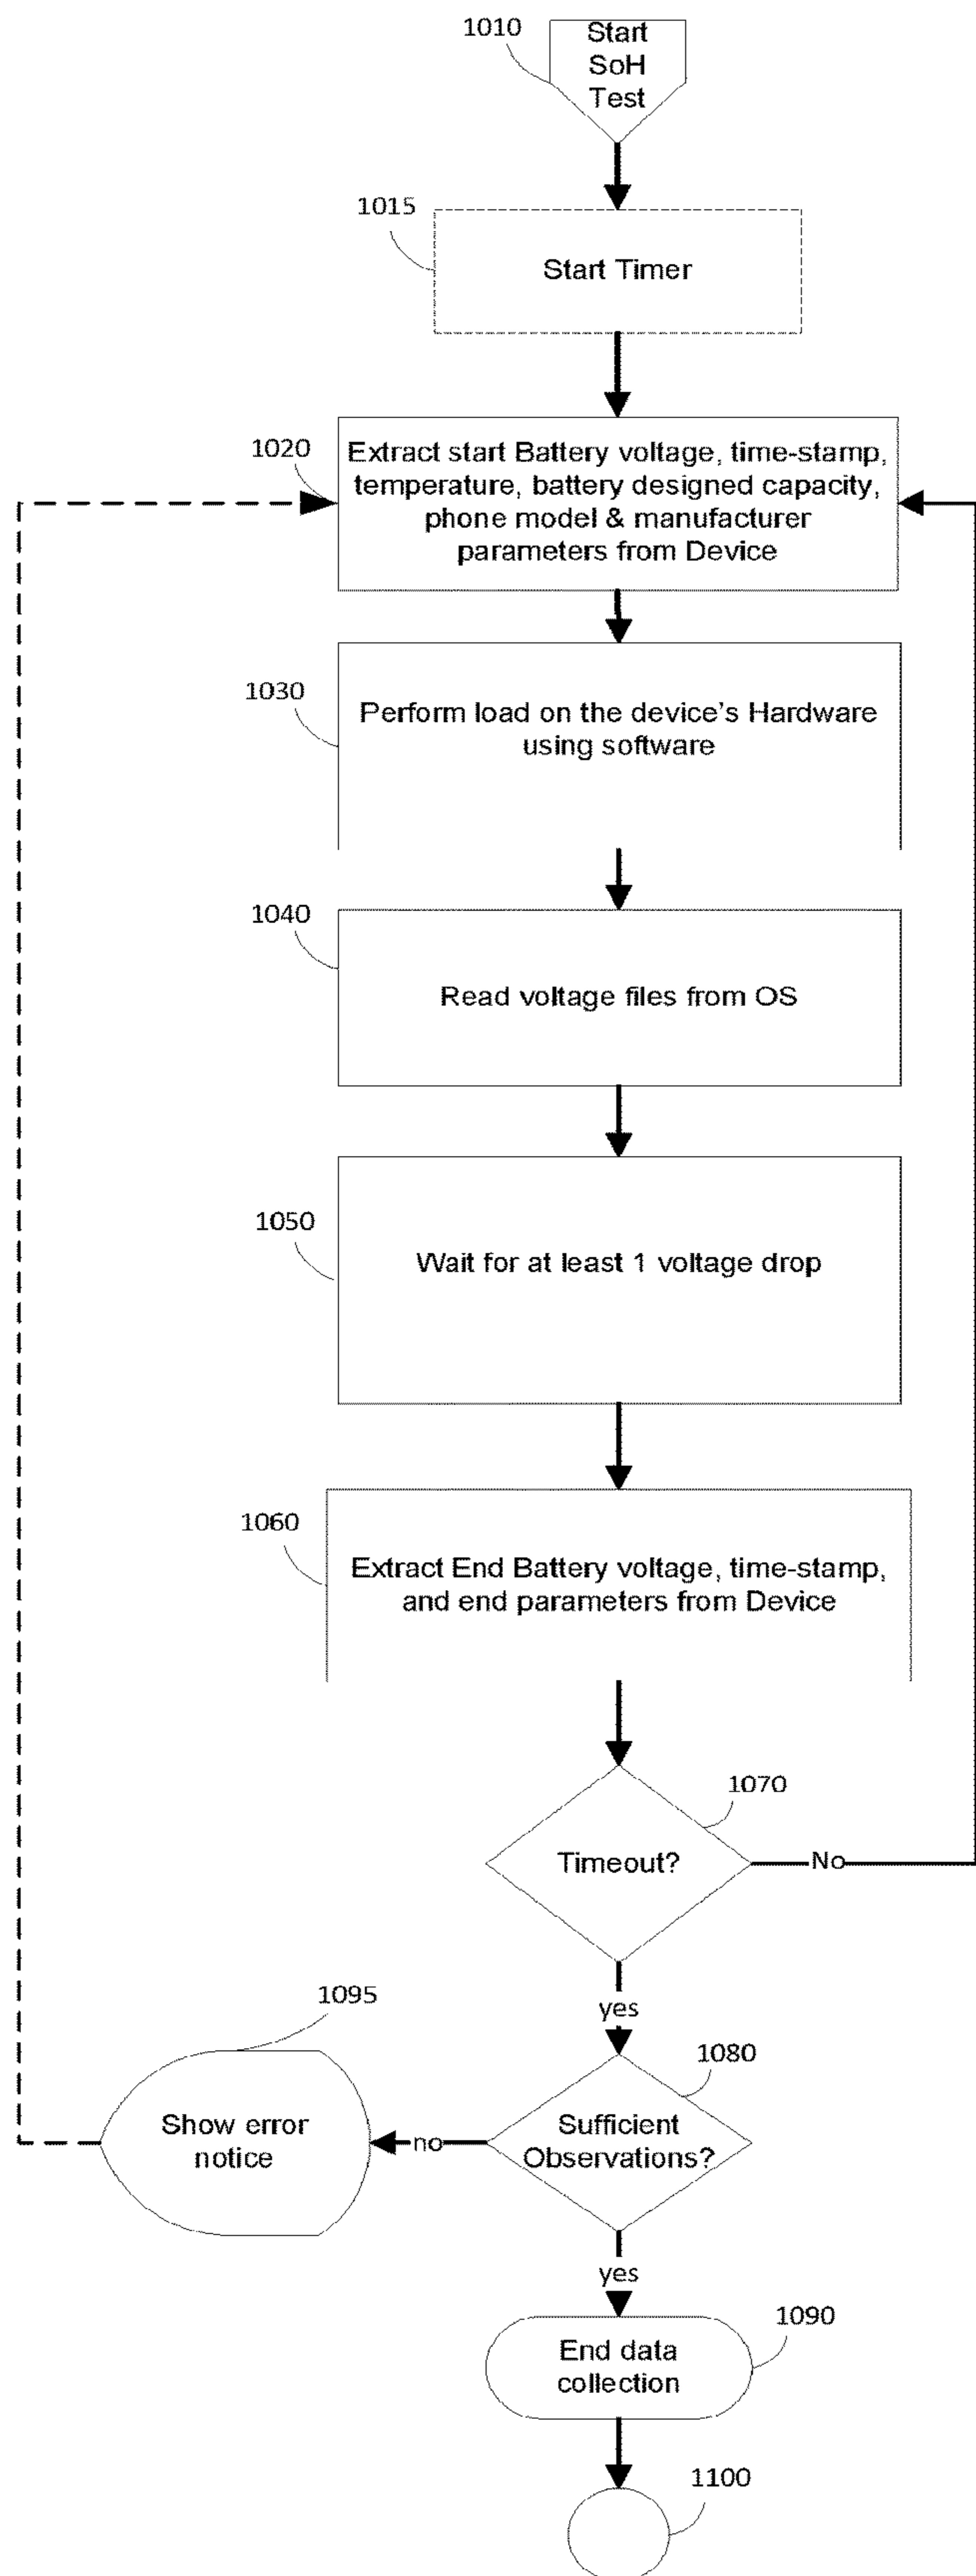 1010
Start
SoH
Test
1015
Start Timer
1020
Extract start Battery voltage, time-stamp,
temperature, battery designed capacity,
phone model & manufacturer
parameters from Device
1030
Perform load on the device's Hardware
using software
1040
Read voltage files from OS
1050
Wait for at least 1 voltage drop
1060
Extract End Battery voltage, time-stamp,
and end parameters from Device
1070
Timeout?
No
yes
1095
1080
Show error
notice
no
Sufficient
Observations?
yes
1090
End data
collection
1100